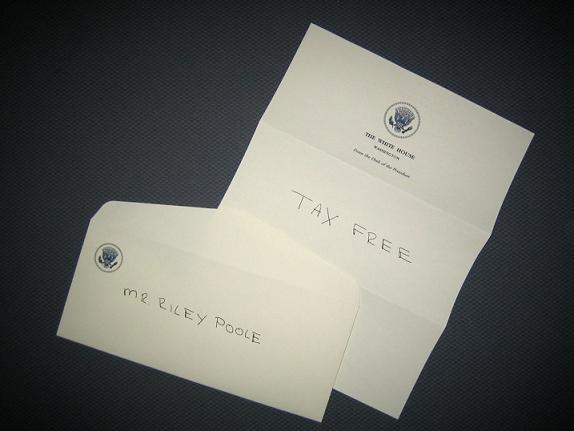 THE WHITE HOUSE
WASHINGTON
From the Desk of the President
TAX FREE
MR. RILEY POOLE